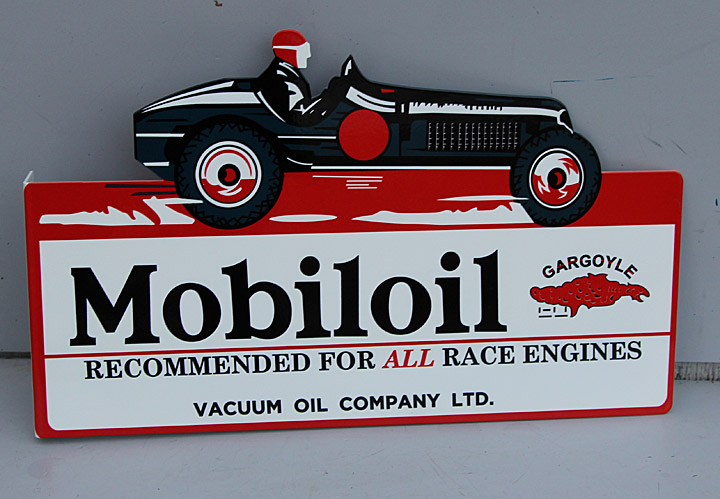 Mobiloil
GARGOYLE
RECOMMENDED FOR ALL RACE ENGINES
VACUUM OIL COMPANY LTD.